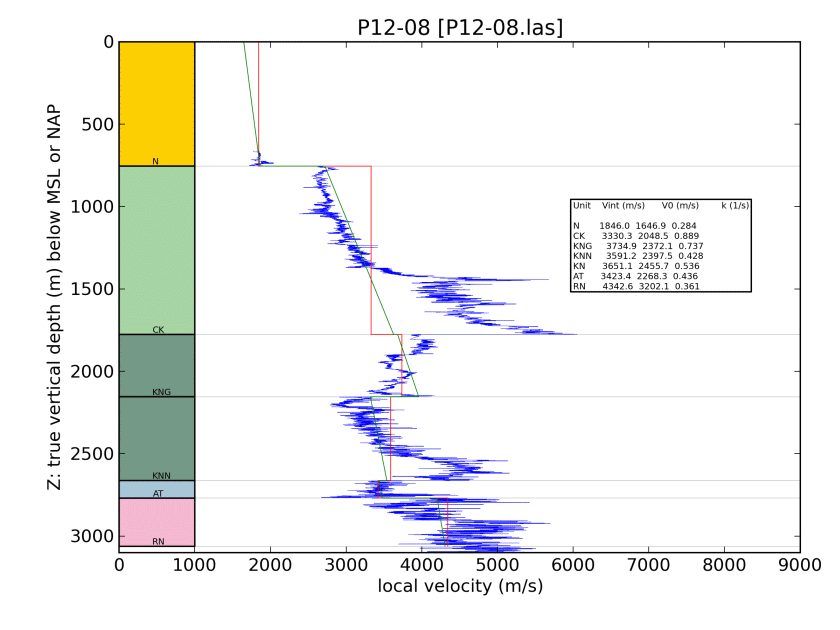 P12-08 [P12-08.las]
Z: true vertical depth (m) below MSL or NAP
0
500
1000
1500
2000
2500
3000
N
CK
KNG
KNN
AT
RN
Unit Vint (m/s) V0 (m/s) k (1/s)
N 1846.0 1646.9 0.284
CK 3330.3 2048.5 0.889
KNG 3734.9 2372.1 0.737
KNN 3591.2 2397.5 0.428
KN 3651.1 2455.7 0.536
AT 3423.4 2268.3 0.436
RN 4342.6 3202.1 0.361
0 1000 2000 3000 4000 5000 6000 7000 8000 9000
local velocity (m/s)